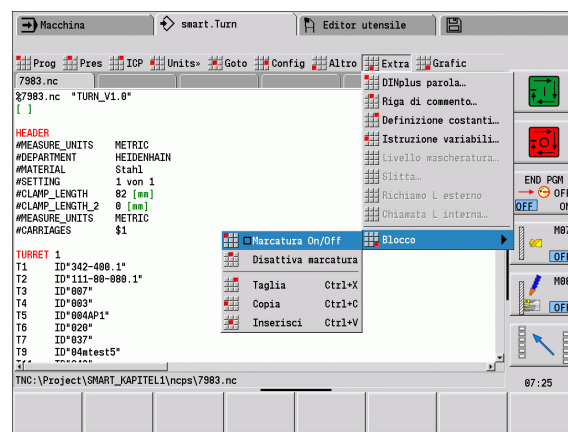 Macchina smart.Turn Editor utensile
Prog Pres ICP Units» Goto Config Altro Extra Grafic
7983.nc
%7983.nc "TURN_V1.0"
[ ]
HEADER
#MEASURE_UNITS METRIC
#DEPARTMENT HEIDENHAIN
#MATERIAL Stahl
#SETTING 1 von 1
#CLAMP_LENGTH 82 [mm]
#CLAMP_LENGTH_2 0 [mm]
#MEASURE_UNITS METRIC
#CARRIAGES $1
TURRET 1
T1 ID"342-400.1"
T2 ID"111-80-080.1"
T3 ID"007"
T4 ID"003"
T5 ID"004AP1"
T6 ID"020"
T7 ID"037"
T9 ID"04mtest5"
DINplus parola…
Riga di commento…
Definizione costanti…
Istruzione variabili…
Livello mascheratura…
Slitta…
Richiamo L esterno
Chiamata L interna…
Blocco
Marcatura On/Off
Disattiva marcatura
Taglia Ctrl+X
Copia Ctrl+C
Inserisci Ctrl+V
TNC:\Project\SMART_KAPITEL1\ncps\7983.nc
END PGM
OFF
OFF ON
M07
OFF
M08
OFF
07:25